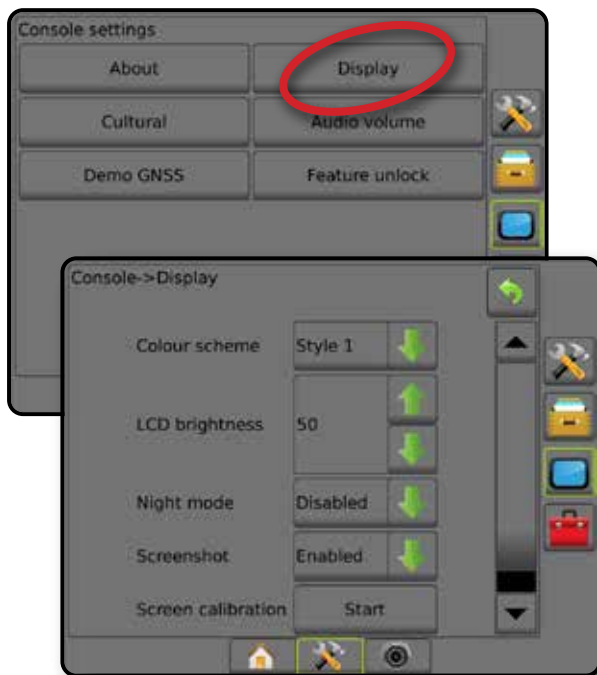 Console settings
About
Display
Cultural
Audio volume
Demo GNSS
Feature unlock
Console->Display
Colour scheme
Style 1
LCD brightness
50
Night mode
Disabled
Screenshot
Enabled
Screen calibration
Start